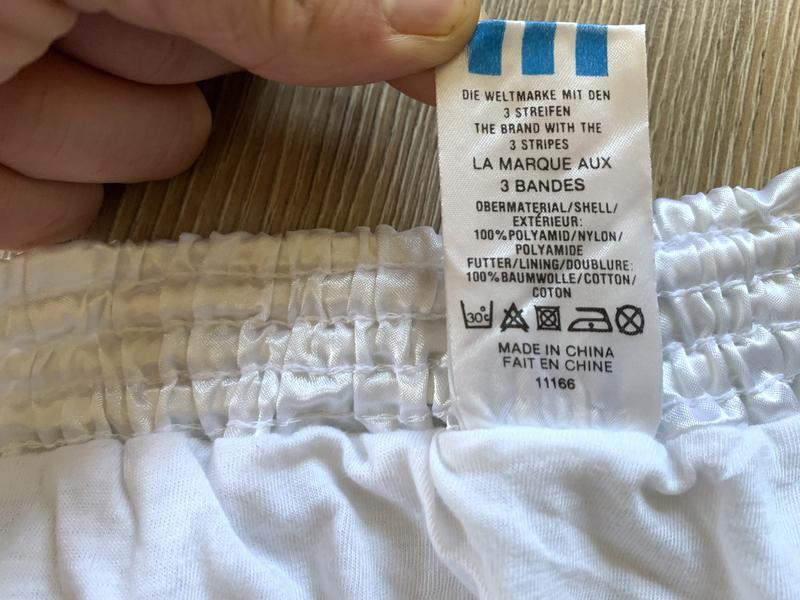 DIE WELTMARKE MIT DEN
3 STREIFEN
THE BRAND WITH THE
3 STRIPES
LA MARQUE AUX
3 BANDES
OBERMATERIAL/SHELL/
EXTÉRIEUR:
100%POLYAMID/NYLON/
POLYAMIDE
FUTTER/LINING/DOUBLURE:
100%BAUMWOLLE/COTTON/
COTON
30°c
MADE IN CHINA
FAIT EN CHINE
11166